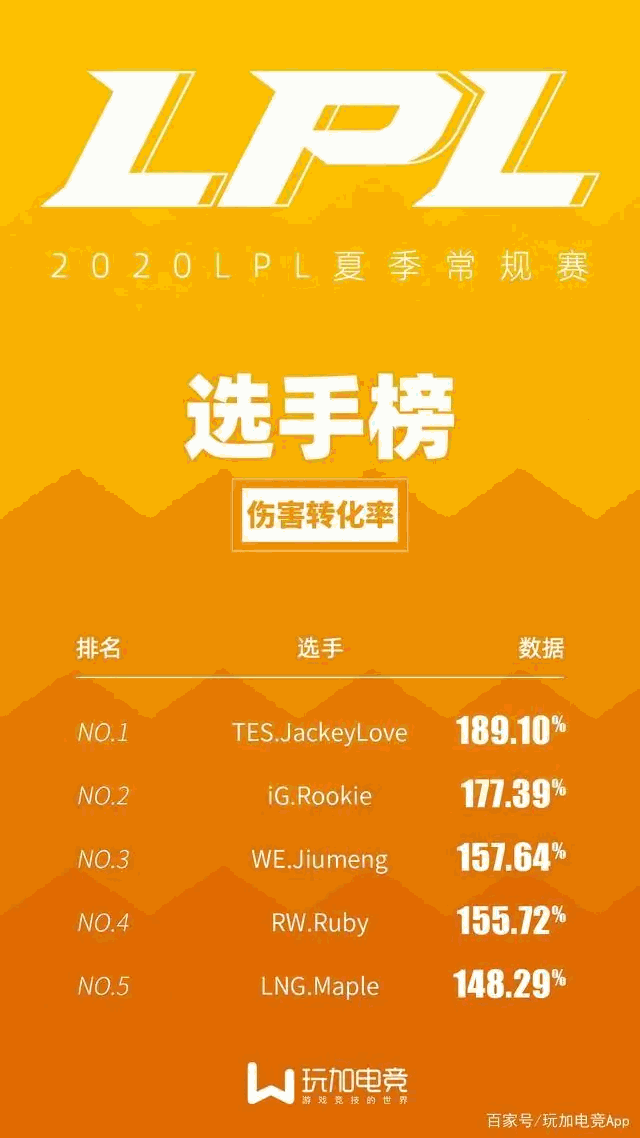 LPL
2020LPL夏季常规赛
选手榜
伤害转化率
排名 选手 数据
NO.1 TES.JackeyLove 189.10%
NO.2 iG.Rookie 177.39%
NO.3 WE.Jiumeng 157.64%
NO.4 RW.Ruby 155.72%
NO.5 LNG.Maple 148.29%
玩加电竞
游戏竞技的世界
百家号/玩加电竞App